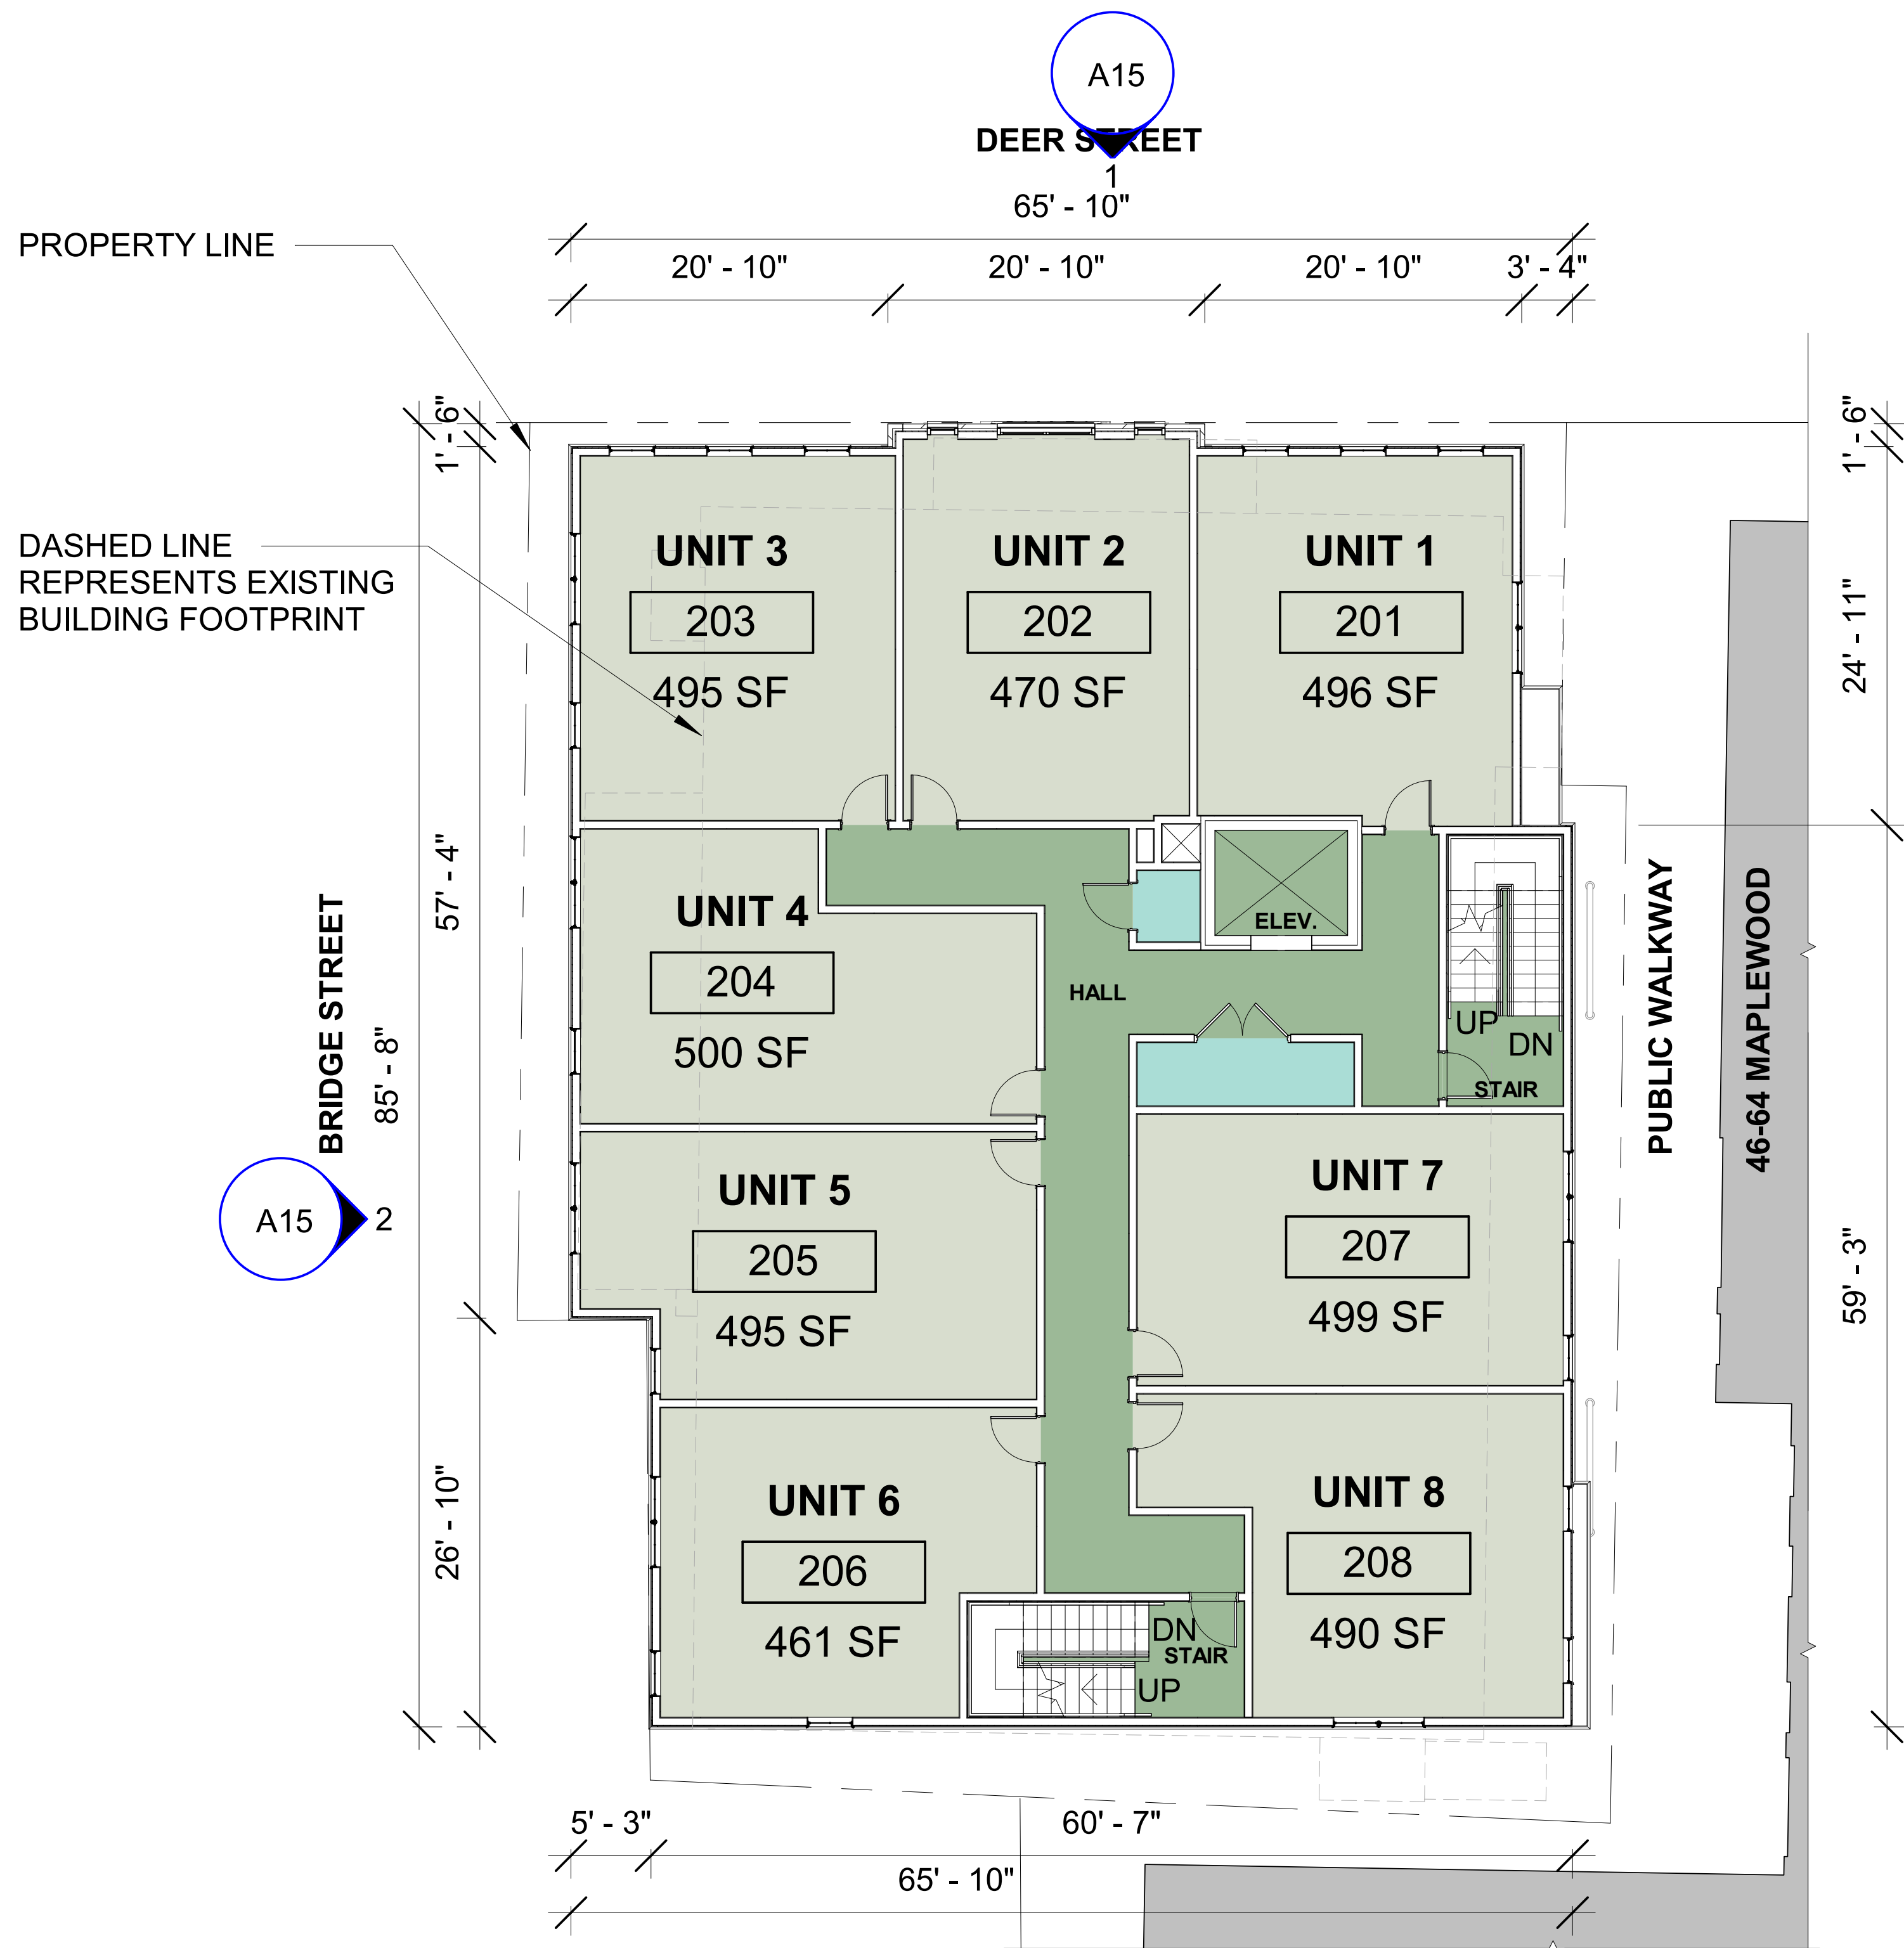 A15
DEER STREET
1
65' - 10"
PROPERTY LINE
20' - 10"
20' - 10"
20' - 10"
3' - 4"
1' - 6"
1' - 6"
DASHED LINE
REPRESENTS EXISTING
BUILDING FOOTPRINT
UNIT 3
203
495 SF
UNIT 2
202
470 SF
UNIT 1
201
496 SF
24' - 11"
57' - 4"
BRIDGE STREET
85' - 8"
UNIT 4
204
500 SF
HALL
ELEV.
UP
DN
STAIR
PUBLIC WALKWAY
46-64 MAPLEWOOD
A15
2
UNIT 5
205
495 SF
UNIT 7
207
499 SF
59' - 3"
26' - 10"
UNIT 6
206
461 SF
DN
STAIR
UP
UNIT 8
208
490 SF
5' - 3"
60' - 7"
65' - 10"